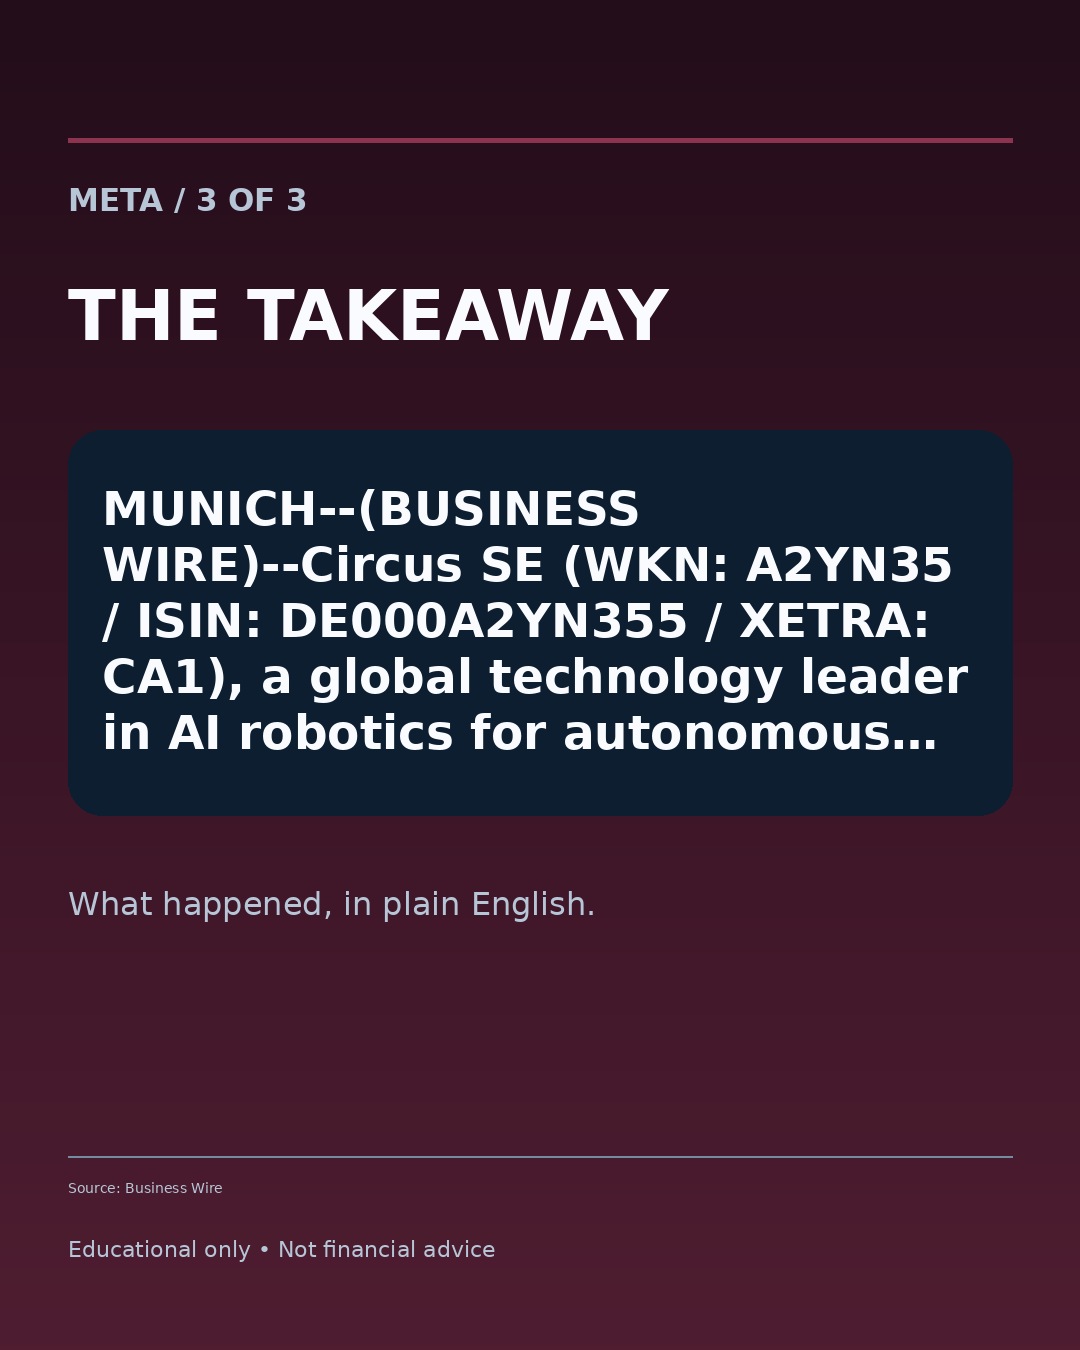 META / 3 OF 3
THE TAKEAWAY
MUNICH--(BUSINESS
WIRE)--Circus SE (WKN: A2YN35
/ ISIN: DE000A2YN355 / XETRA:
CA1), a global technology leader
in AI robotics for autonomous…
What happened, in plain English.
Source: Business Wire
Educational only • Not financial advice